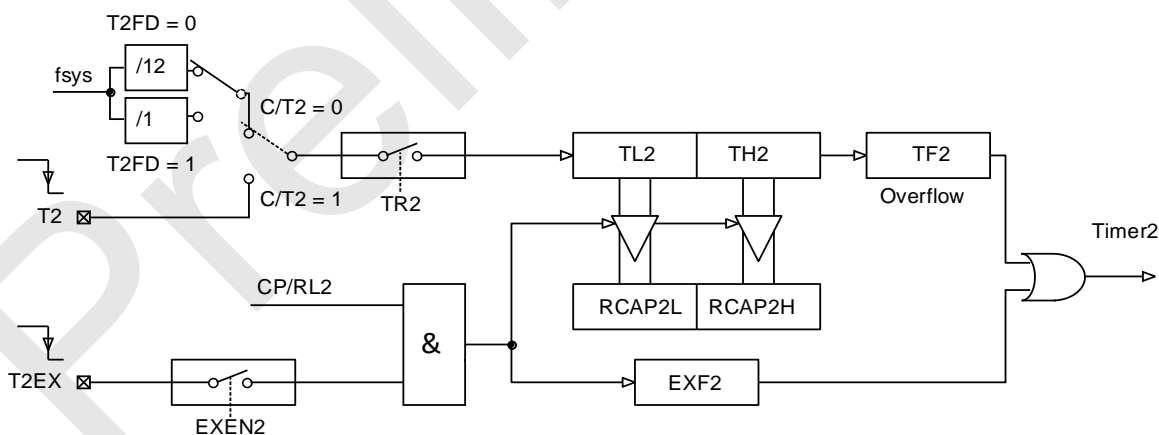 T2FD = 0
/12
fsys
C/T2 = 0
/1
T2FD = 1
TL2
TH2
TF2
C/T2 = 1
TR2
Overflow
T2
Timer2
CP/RL2
RCAP2L
RCAP2H
&
T2EX
EXF2
EXEN2
Prelim